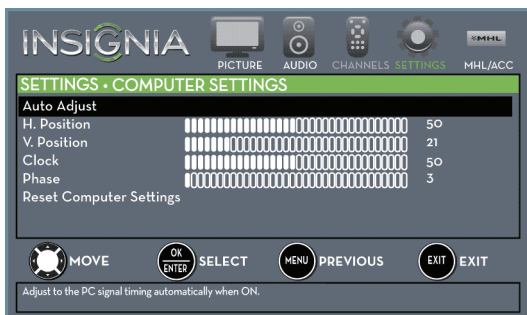 INSIGNIA
PICTURE AUDIO CHANNELS SETTINGS MHL MHL/ACC
SETTINGS • COMPUTER SETTINGS
Auto Adjust
H. Position 50
V. Position 21
Clock 50
Phase 3
Reset Computer Settings
MOVE OK ENTER SELECT MENU PREVIOUS EXIT EXIT
Adjust to the PC signal timing automatically when ON.